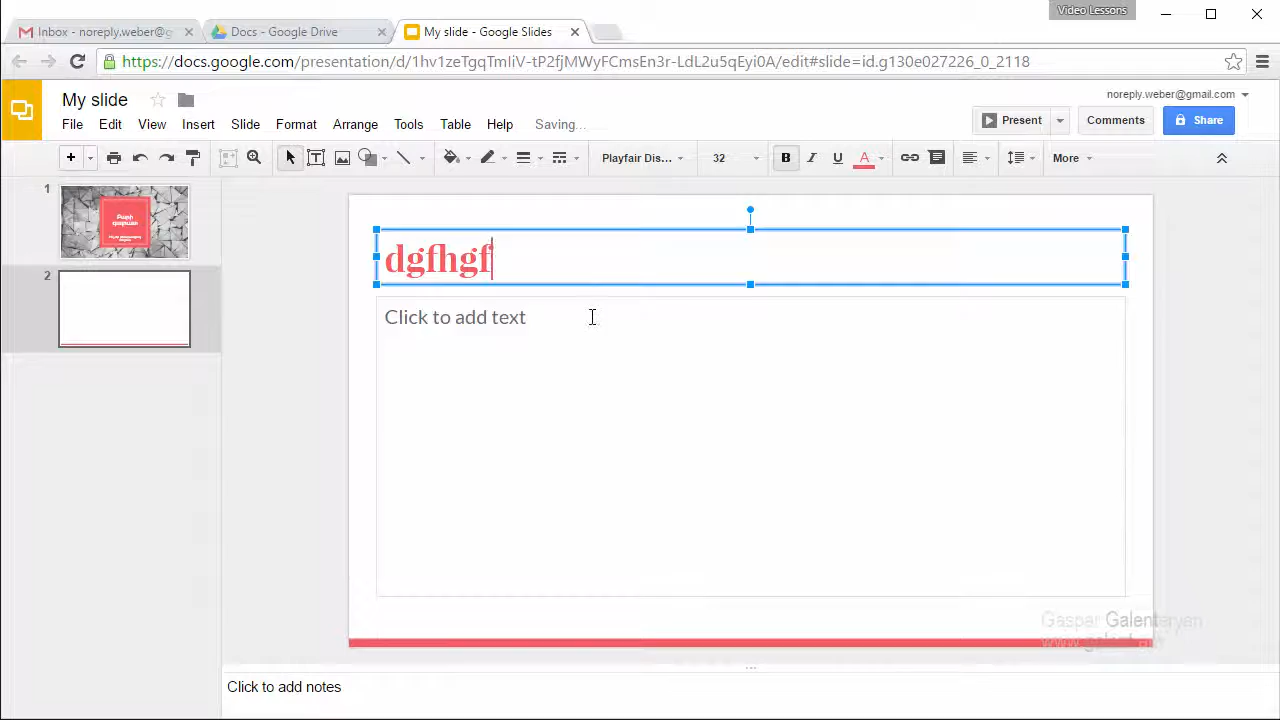 Video Lessons
Inbox - noreply.weber@g
Docs - Google Drive
My slide - Google Slides
https://docs.google.com/presentation/d/1hv1zeTgqTmIiV-tP2fjMWyFCmsEn3r-LdL2u5qEyi0A/edit#slide=id.g130e027226_0_2118
My slide
noreply.weber@gmail.com
File Edit View Insert Slide Format Arrange Tools Table Help Saving...
Present
Comments
Share
Playfair Dis... 32 B I U A More
1
2
dgfhgf
Click to add text
Gaspar Galenteryan
Click to add notes